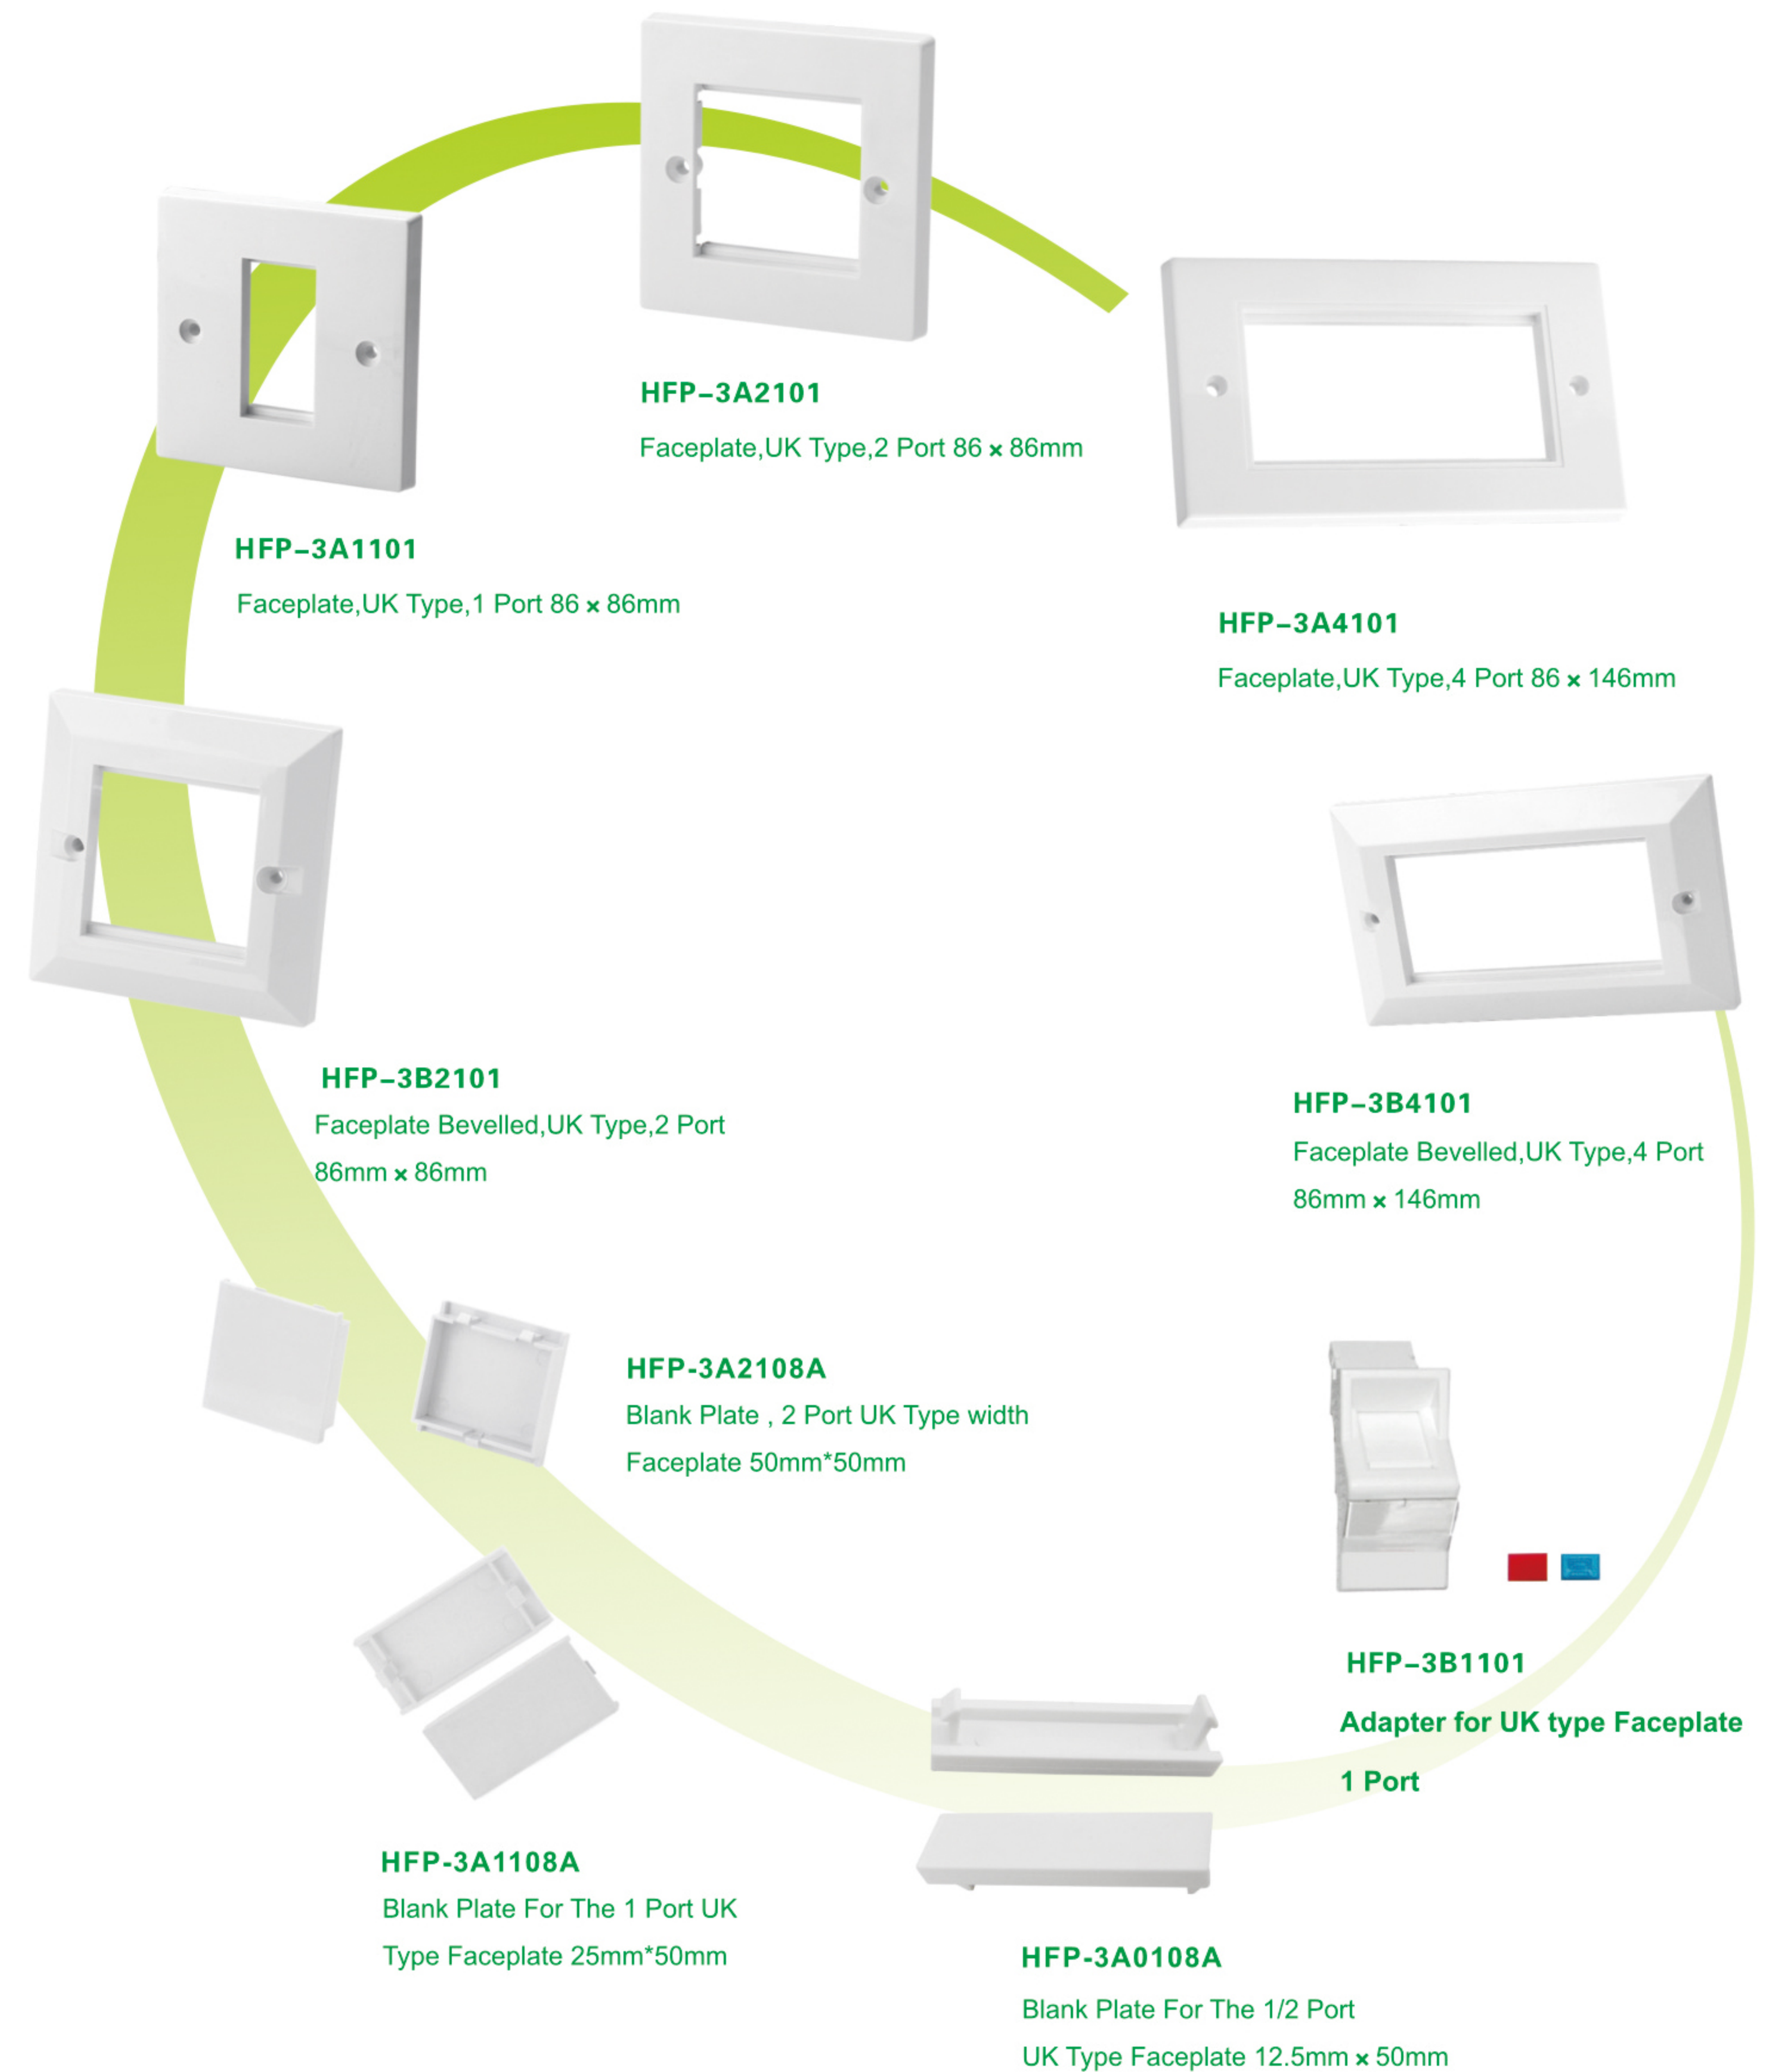 HFP–3A2101
Faceplate,UK Type,2 Port 86 × 86mm
HFP–3A1101
Faceplate,UK Type,1 Port 86 × 86mm
HFP–3A4101
Faceplate,UK Type,4 Port 86 × 146mm
HFP–3B2101
Faceplate Bevelled,UK Type,2 Port
86mm × 86mm
HFP–3B4101
Faceplate Bevelled,UK Type,4 Port
86mm × 146mm
HFP-3A2108A
Blank Plate , 2 Port UK Type width
Faceplate 50mm*50mm
HFP–3B1101
Adapter for UK type Faceplate
1 Port
HFP-3A1108A
Blank Plate For The 1 Port UK
Type Faceplate 25mm*50mm
HFP-3A0108A
Blank Plate For The 1/2 Port
UK Type Faceplate 12.5mm × 50mm